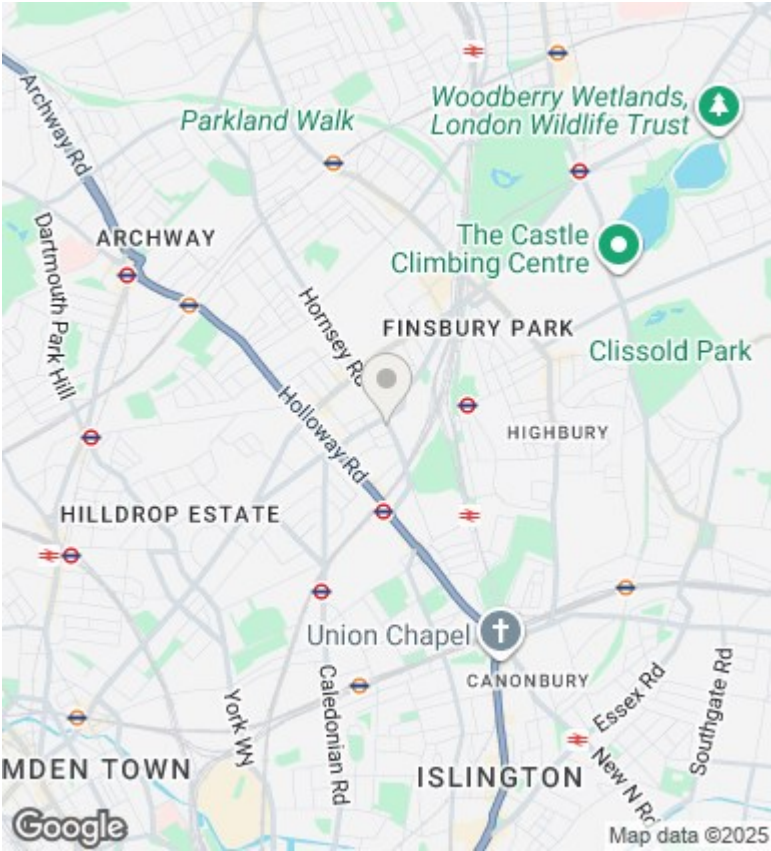 Archway Rd
Parkland Walk
Woodberry Wetlands,
London Wildlife Trust
ARCHWAY
The Castle
Climbing Centre
Dartmouth Park Hill
Hornsey Rd
FINSBURY PARK
Clissold Park
Holloway Rd
HIGHBURY
HILLDROP ESTATE
Union Chapel
CANONBURY
York WN
Caledonian Rd
Essex Rd
Southgate Rd
MDEN TOWN
ISLINGTON
New N Rd
Google
Map data ©2025